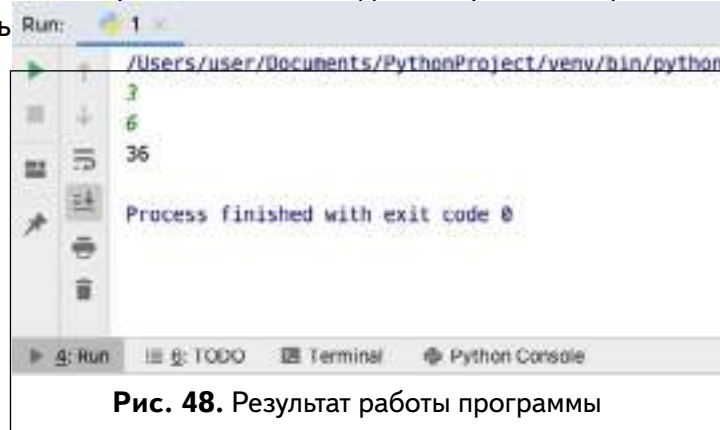 ь Run: 1 ×
/Users/user/Documents/PythonProject/venv/bin/python
3
6
36
Process finished with exit code 0
4: Run 6: TODO Terminal Python Console
Рис. 48. Результат работы программы